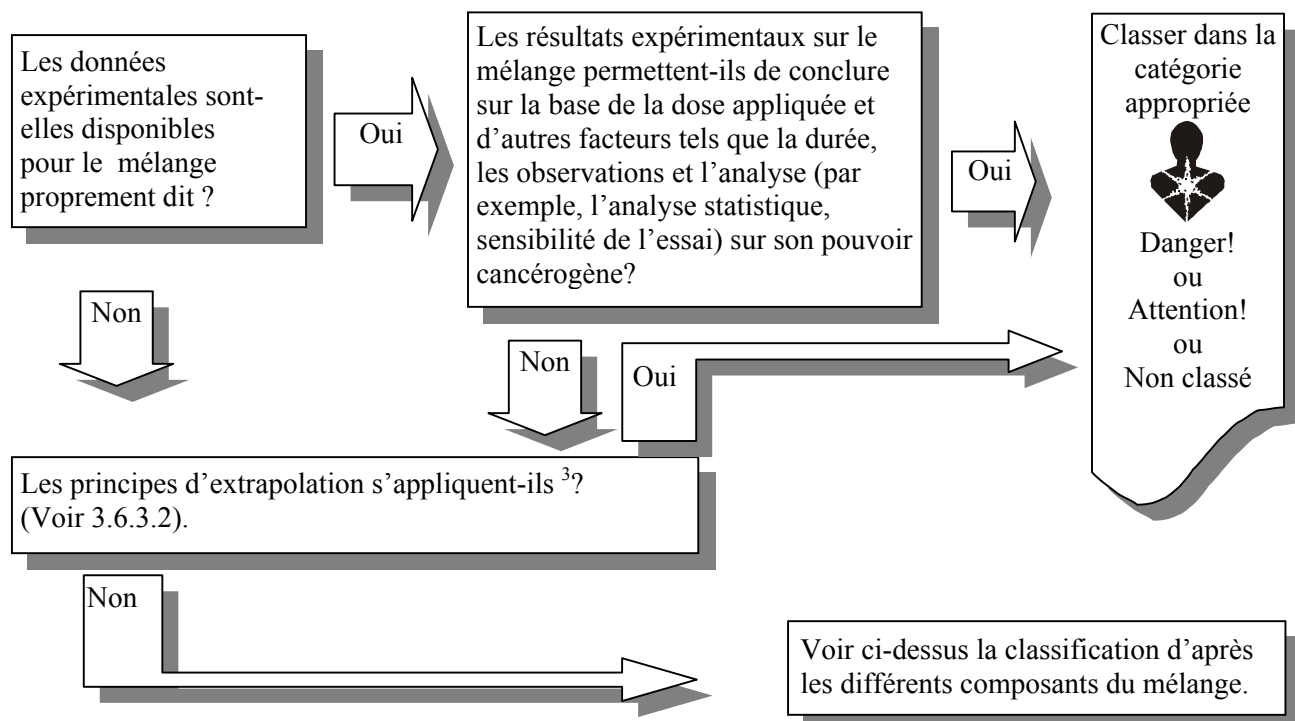 Les données
expérimentales sont-
elles disponibles
pour le mélange
proprement dit ?
Oui
Les résultats expérimentaux sur le
mélange permettent-ils de conclure
sur la base de la dose appliquée et
d'autres facteurs tels que la durée,
les observations et l'analyse (par
exemple, l'analyse statistique,
sensibilité de l'essai) sur son pouvoir
cancérogène?
Oui
Classer dans la
catégorie
appropriée
Danger!
ou
Attention!
ou
Non classé
Non
Non
Oui
Les principes d'extrapolation s'appliquent-ils ³?
(Voir 3.6.3.2).
Non
Voir ci-dessus la classification d'après
les différents composants du mélange.